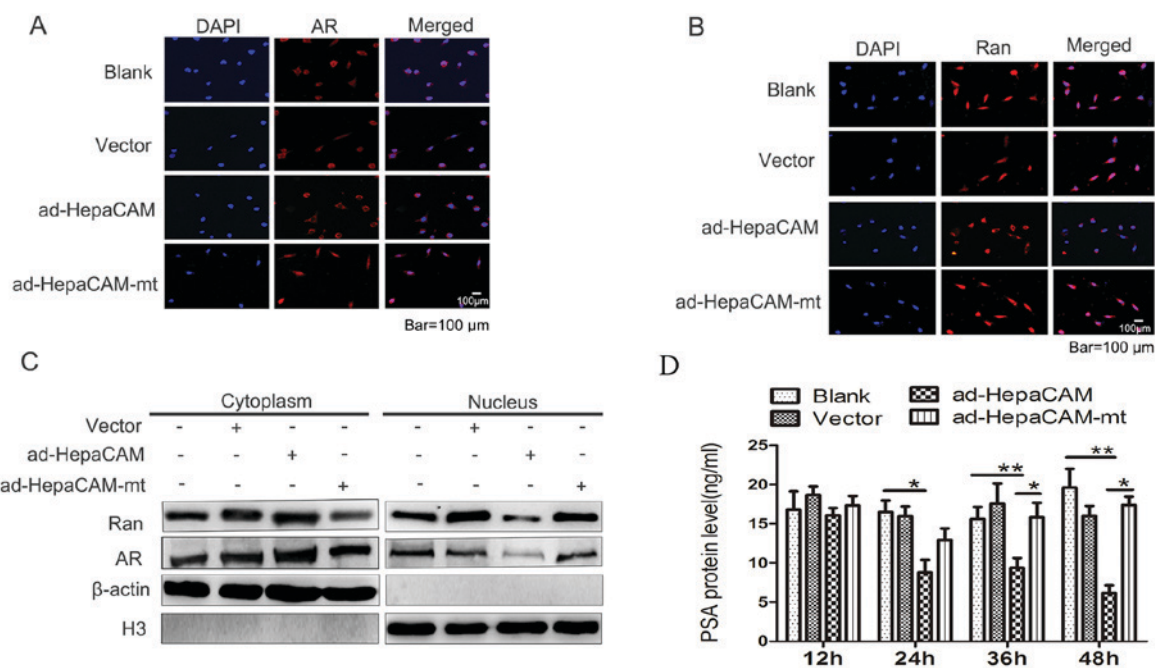 A
DAPI AR Merged
Blank
Vector
ad-HepaCAM
ad-HepaCAM-mt
100μm
Bar=100 μm
B
DAPI Ran Merged
Blank
Vector
ad-HepaCAM
ad-HepaCAM-mt
100μm
Bar=100 μm
C
Cytoplasm Nucleus
Vector - + - - - + - -
ad-HepaCAM - - + - - - + -
ad-HepaCAM-mt - - - + - - - +
Ran
AR
β-actin
H3
D
Blank ad-HepaCAM
Vector ad-HepaCAM-mt
PSA protein level(ng/ml)
25
20
15
10
5
0
* ** * ** *
12h 24h 36h 48h